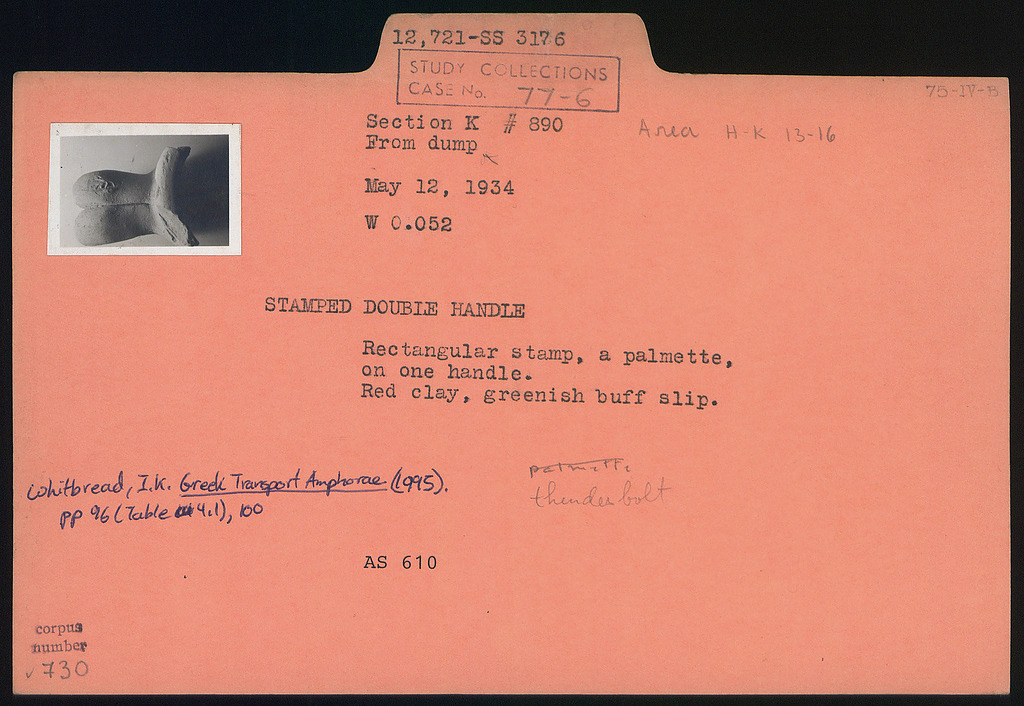 12,721-SS 3176
STUDY COLLECTIONS
CASE No. 77-6
75-IV-B
Section K # 890
Area H-K 13-16
From dump
May 12, 1934
W 0.052
STAMPED DOUBLE HANDLE
Rectangular stamp, a palmette,
on one handle.
Red clay, greenish buff slip.
palmette
thunderbolt
Whitbread, I.K. Greek Transport Amphorae (1995).
pp 96 (Table 4.1), 100
AS 610
corpus
number
730